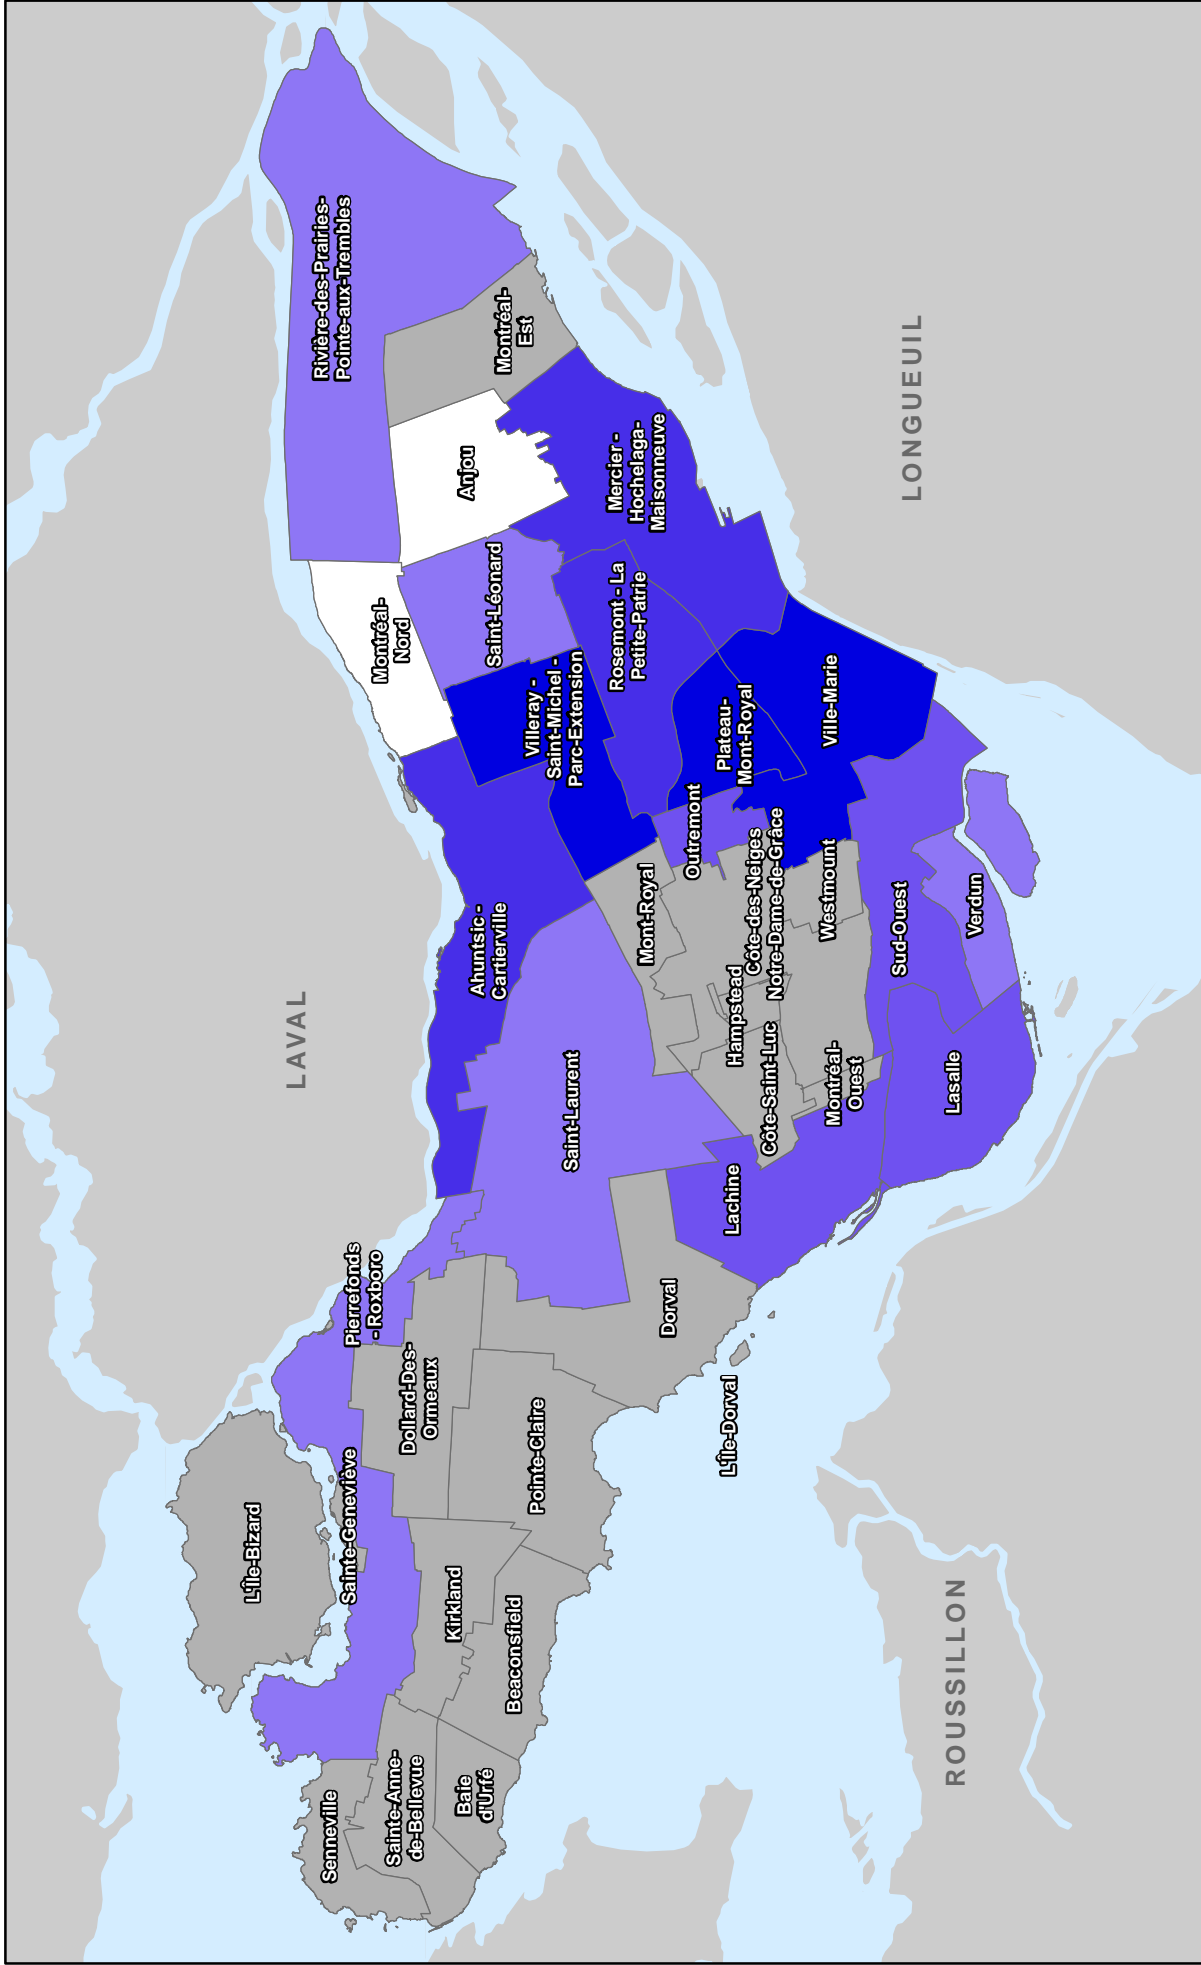 Rivière-des-Prairies-
Pointe-aux-Trembles
Montréal-
Est
Anjou
Mercier -
Hochelaga-
Maisonneuve
LONGUEUIL
Montréal-
Nord
Saint-Léonard
Rosemont - La
Petite-Patrie
Villeray -
Saint-Michel -
Parc-Extension
Plateau-
Mont-Royal
Ville-Marie
Outremont
Ahuntsic -
Cartierville
Mont-Royal
Côte-des-Neiges
Notre-Dame-de-Grâce
Westmount
Sud-Ouest
Verdun
LAVAL
Hampstead
Côte-Saint-Luc
Montréal-
Ouest
Lasalle
Saint-Laurent
Lachine
Pierrefonds
- Roxboro
Dorval
L'Île-Dorval
Dollard-Des-
Ormeaux
Pointe-Claire
L'Île-Bizard
Sainte-Geneviève
Kirkland
Beaconsfield
ROUSSILLON
Senneville
Sainte-Anne-
de-Bellevue
Baie
d'Urfé